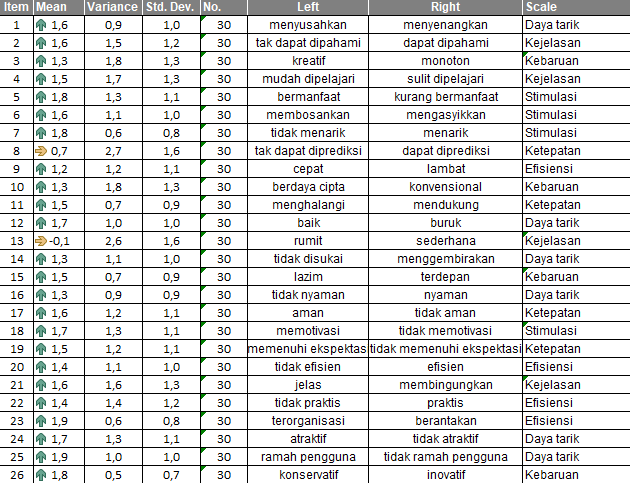 Item Mean Variance Std. Dev. No. Left Right Scale
1 1,6 0,9 1,0 30 menyusahkan menyenangkan Daya tarik
2 1,6 1,5 1,2 30 tak dapat dipahami dapat dipahami Kejelasan
3 1,3 1,8 1,3 30 kreatif monoton Kebaruan
4 1,5 1,7 1,3 30 mudah dipelajari sulit dipelajari Kejelasan
5 1,8 1,3 1,1 30 bermanfaat kurang bermanfaat Stimulasi
6 1,6 1,1 1,0 30 membosankan mengasyikkan Stimulasi
7 1,8 0,6 0,8 30 tidak menarik menarik Stimulasi
8 0,7 2,7 1,6 30 tak dapat diprediksi dapat diprediksi Ketepatan
9 1,2 1,2 1,1 30 cepat lambat Efisiensi
10 1,3 1,8 1,3 30 berdaya cipta konvensional Kebaruan
11 1,5 0,7 0,9 30 menghalangi mendukung Ketepatan
12 1,7 1,0 1,0 30 baik buruk Daya tarik
13 -0,1 2,6 1,6 30 rumit sederhana Kejelasan
14 1,3 1,1 1,0 30 tidak disukai menggembirakan Daya tarik
15 1,5 0,7 0,9 30 lazim terdepan Kebaruan
16 1,3 0,9 0,9 30 tidak nyaman nyaman Daya tarik
17 1,6 1,2 1,1 30 aman tidak aman Ketepatan
18 1,7 1,3 1,1 30 memotivasi tidak memotivasi Stimulasi
19 1,5 1,2 1,1 30 memenuhi ekspektas tidak memenuhi ekspektasi Ketepatan
20 1,4 1,1 1,0 30 tidak efisien efisien Efisiensi
21 1,6 1,6 1,3 30 jelas membingungkan Kejelasan
22 1,4 1,4 1,2 30 tidak praktis praktis Efisiensi
23 1,9 0,6 0,8 30 terorganisasi berantakan Efisiensi
24 1,7 1,3 1,1 30 atraktif tidak atraktif Daya tarik
25 1,9 1,0 1,0 30 ramah pengguna tidak ramah pengguna Daya tarik
26 1,8 0,5 0,7 30 konservatif inovatif Kebaruan